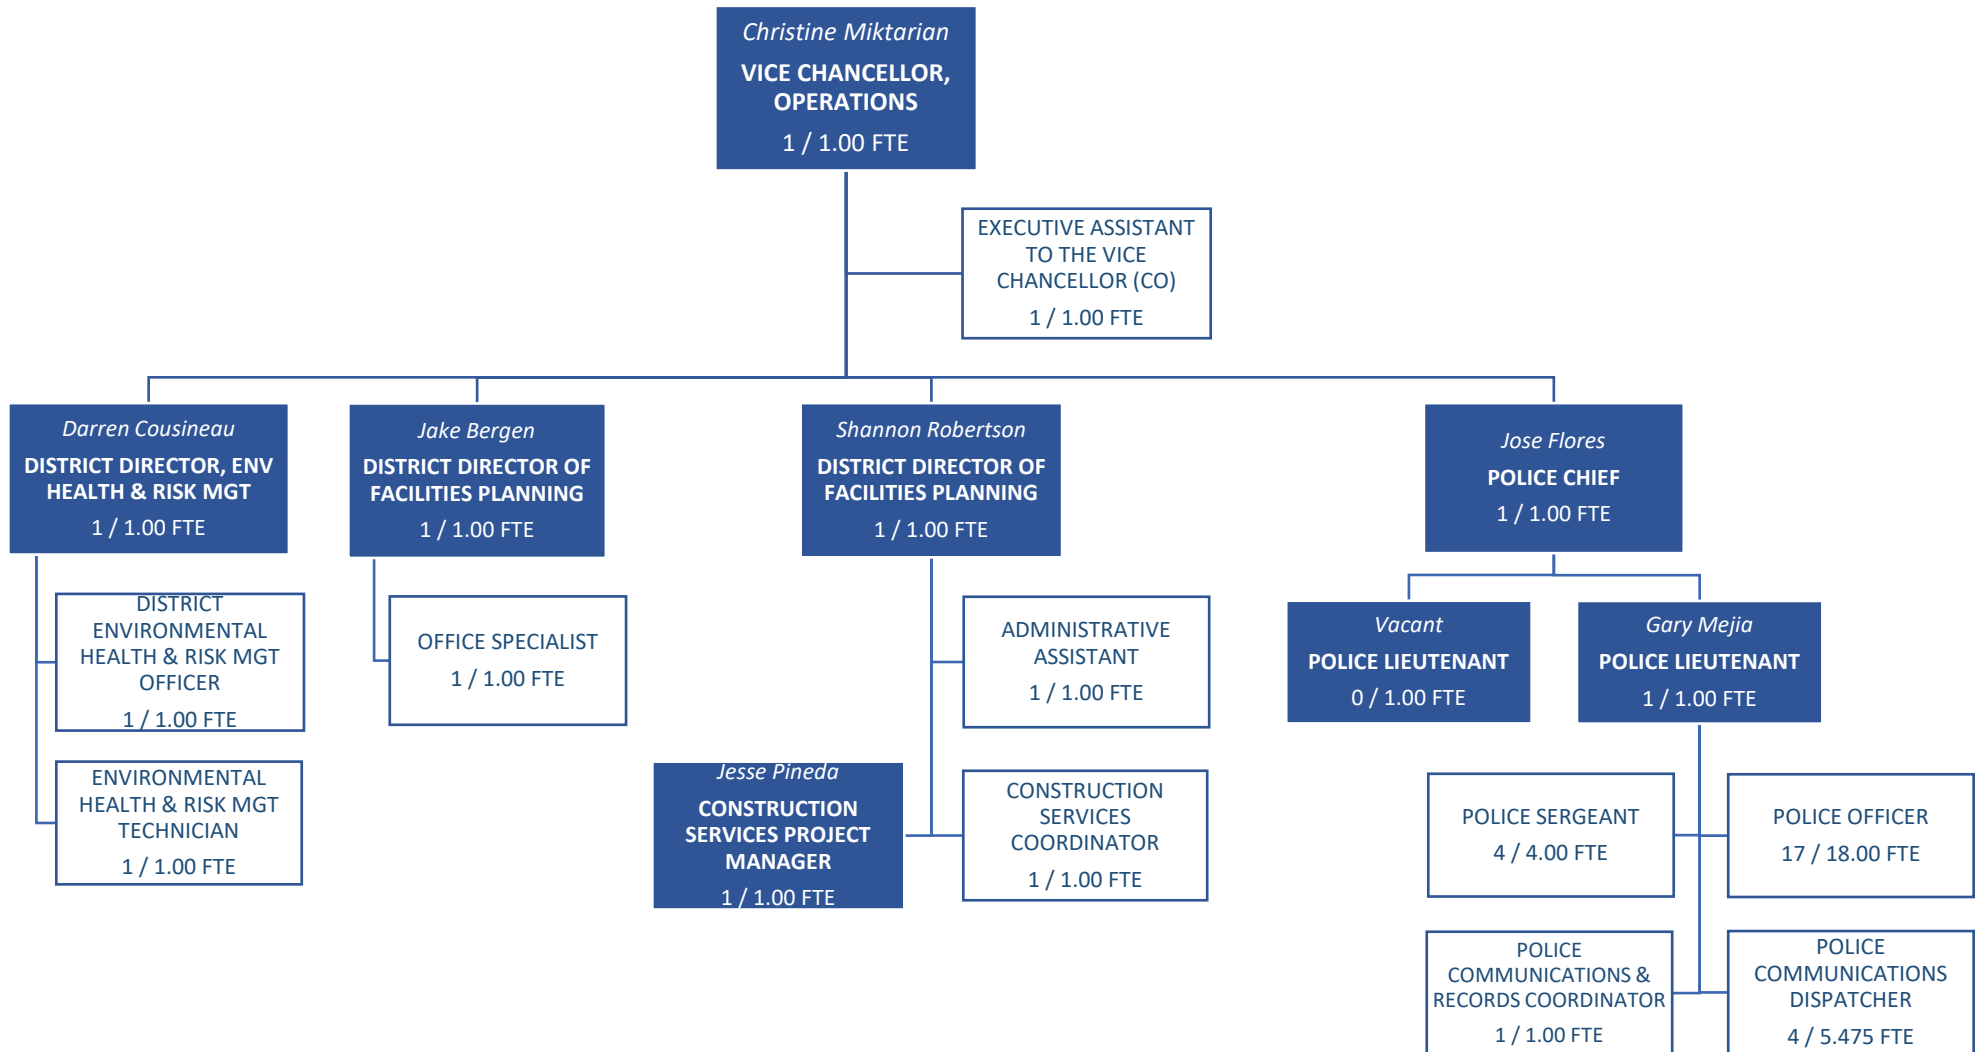 Christine Miktarian
VICE CHANCELLOR,
OPERATIONS
1 / 1.00 FTE
EXECUTIVE ASSISTANT
TO THE VICE
CHANCELLOR (CO)
1 / 1.00 FTE
Darren Cousineau
DISTRICT DIRECTOR, ENV
HEALTH & RISK MGT
1 / 1.00 FTE
Jake Bergen
DISTRICT DIRECTOR OF
FACILITIES PLANNING
1 / 1.00 FTE
Shannon Robertson
DISTRICT DIRECTOR OF
FACILITIES PLANNING
1 / 1.00 FTE
Jose Flores
POLICE CHIEF
1 / 1.00 FTE
DISTRICT
ENVIRONMENTAL
HEALTH & RISK MGT
OFFICER
1 / 1.00 FTE
ENVIRONMENTAL
HEALTH & RISK MGT
TECHNICIAN
1 / 1.00 FTE
OFFICE SPECIALIST
1 / 1.00 FTE
ADMINISTRATIVE
ASSISTANT
1 / 1.00 FTE
Jesse Pineda
CONSTRUCTION
SERVICES PROJECT
MANAGER
1 / 1.00 FTE
CONSTRUCTION
SERVICES
COORDINATOR
1 / 1.00 FTE
Vacant
POLICE LIEUTENANT
0 / 1.00 FTE
Gary Mejia
POLICE LIEUTENANT
1 / 1.00 FTE
POLICE SERGEANT
4 / 4.00 FTE
POLICE OFFICER
17 / 18.00 FTE
POLICE
COMMUNICATIONS &
RECORDS COORDINATOR
1 / 1.00 FTE
POLICE
COMMUNICATIONS
DISPATCHER
4 / 5.475 FTE